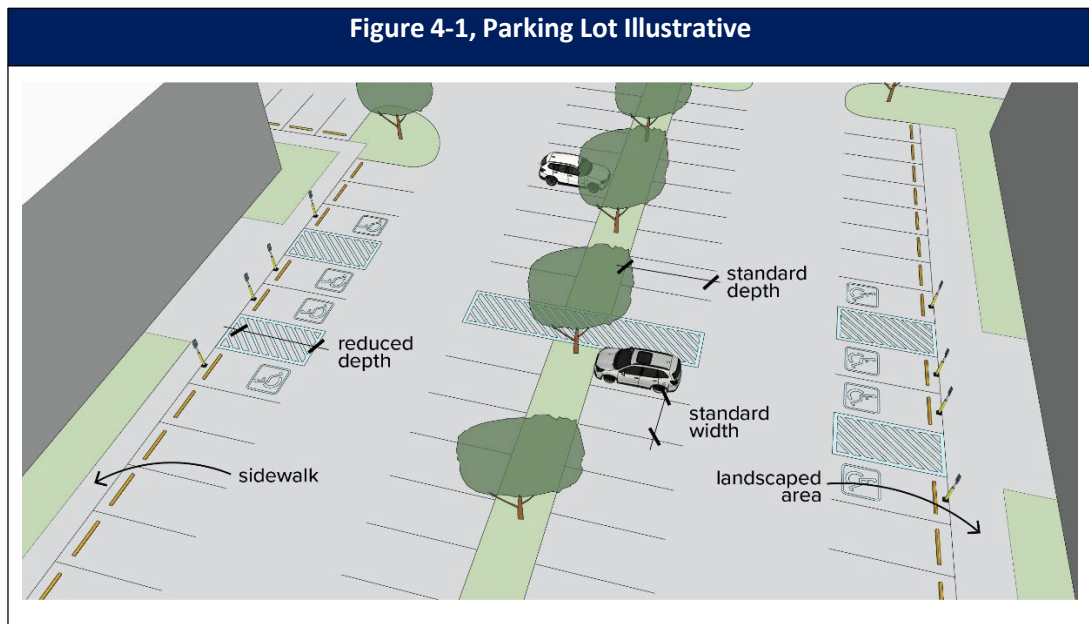 Figure 4-1, Parking Lot Illustrative
standard
depth
reduced
depth
standard
width
sidewalk
landscaped
area